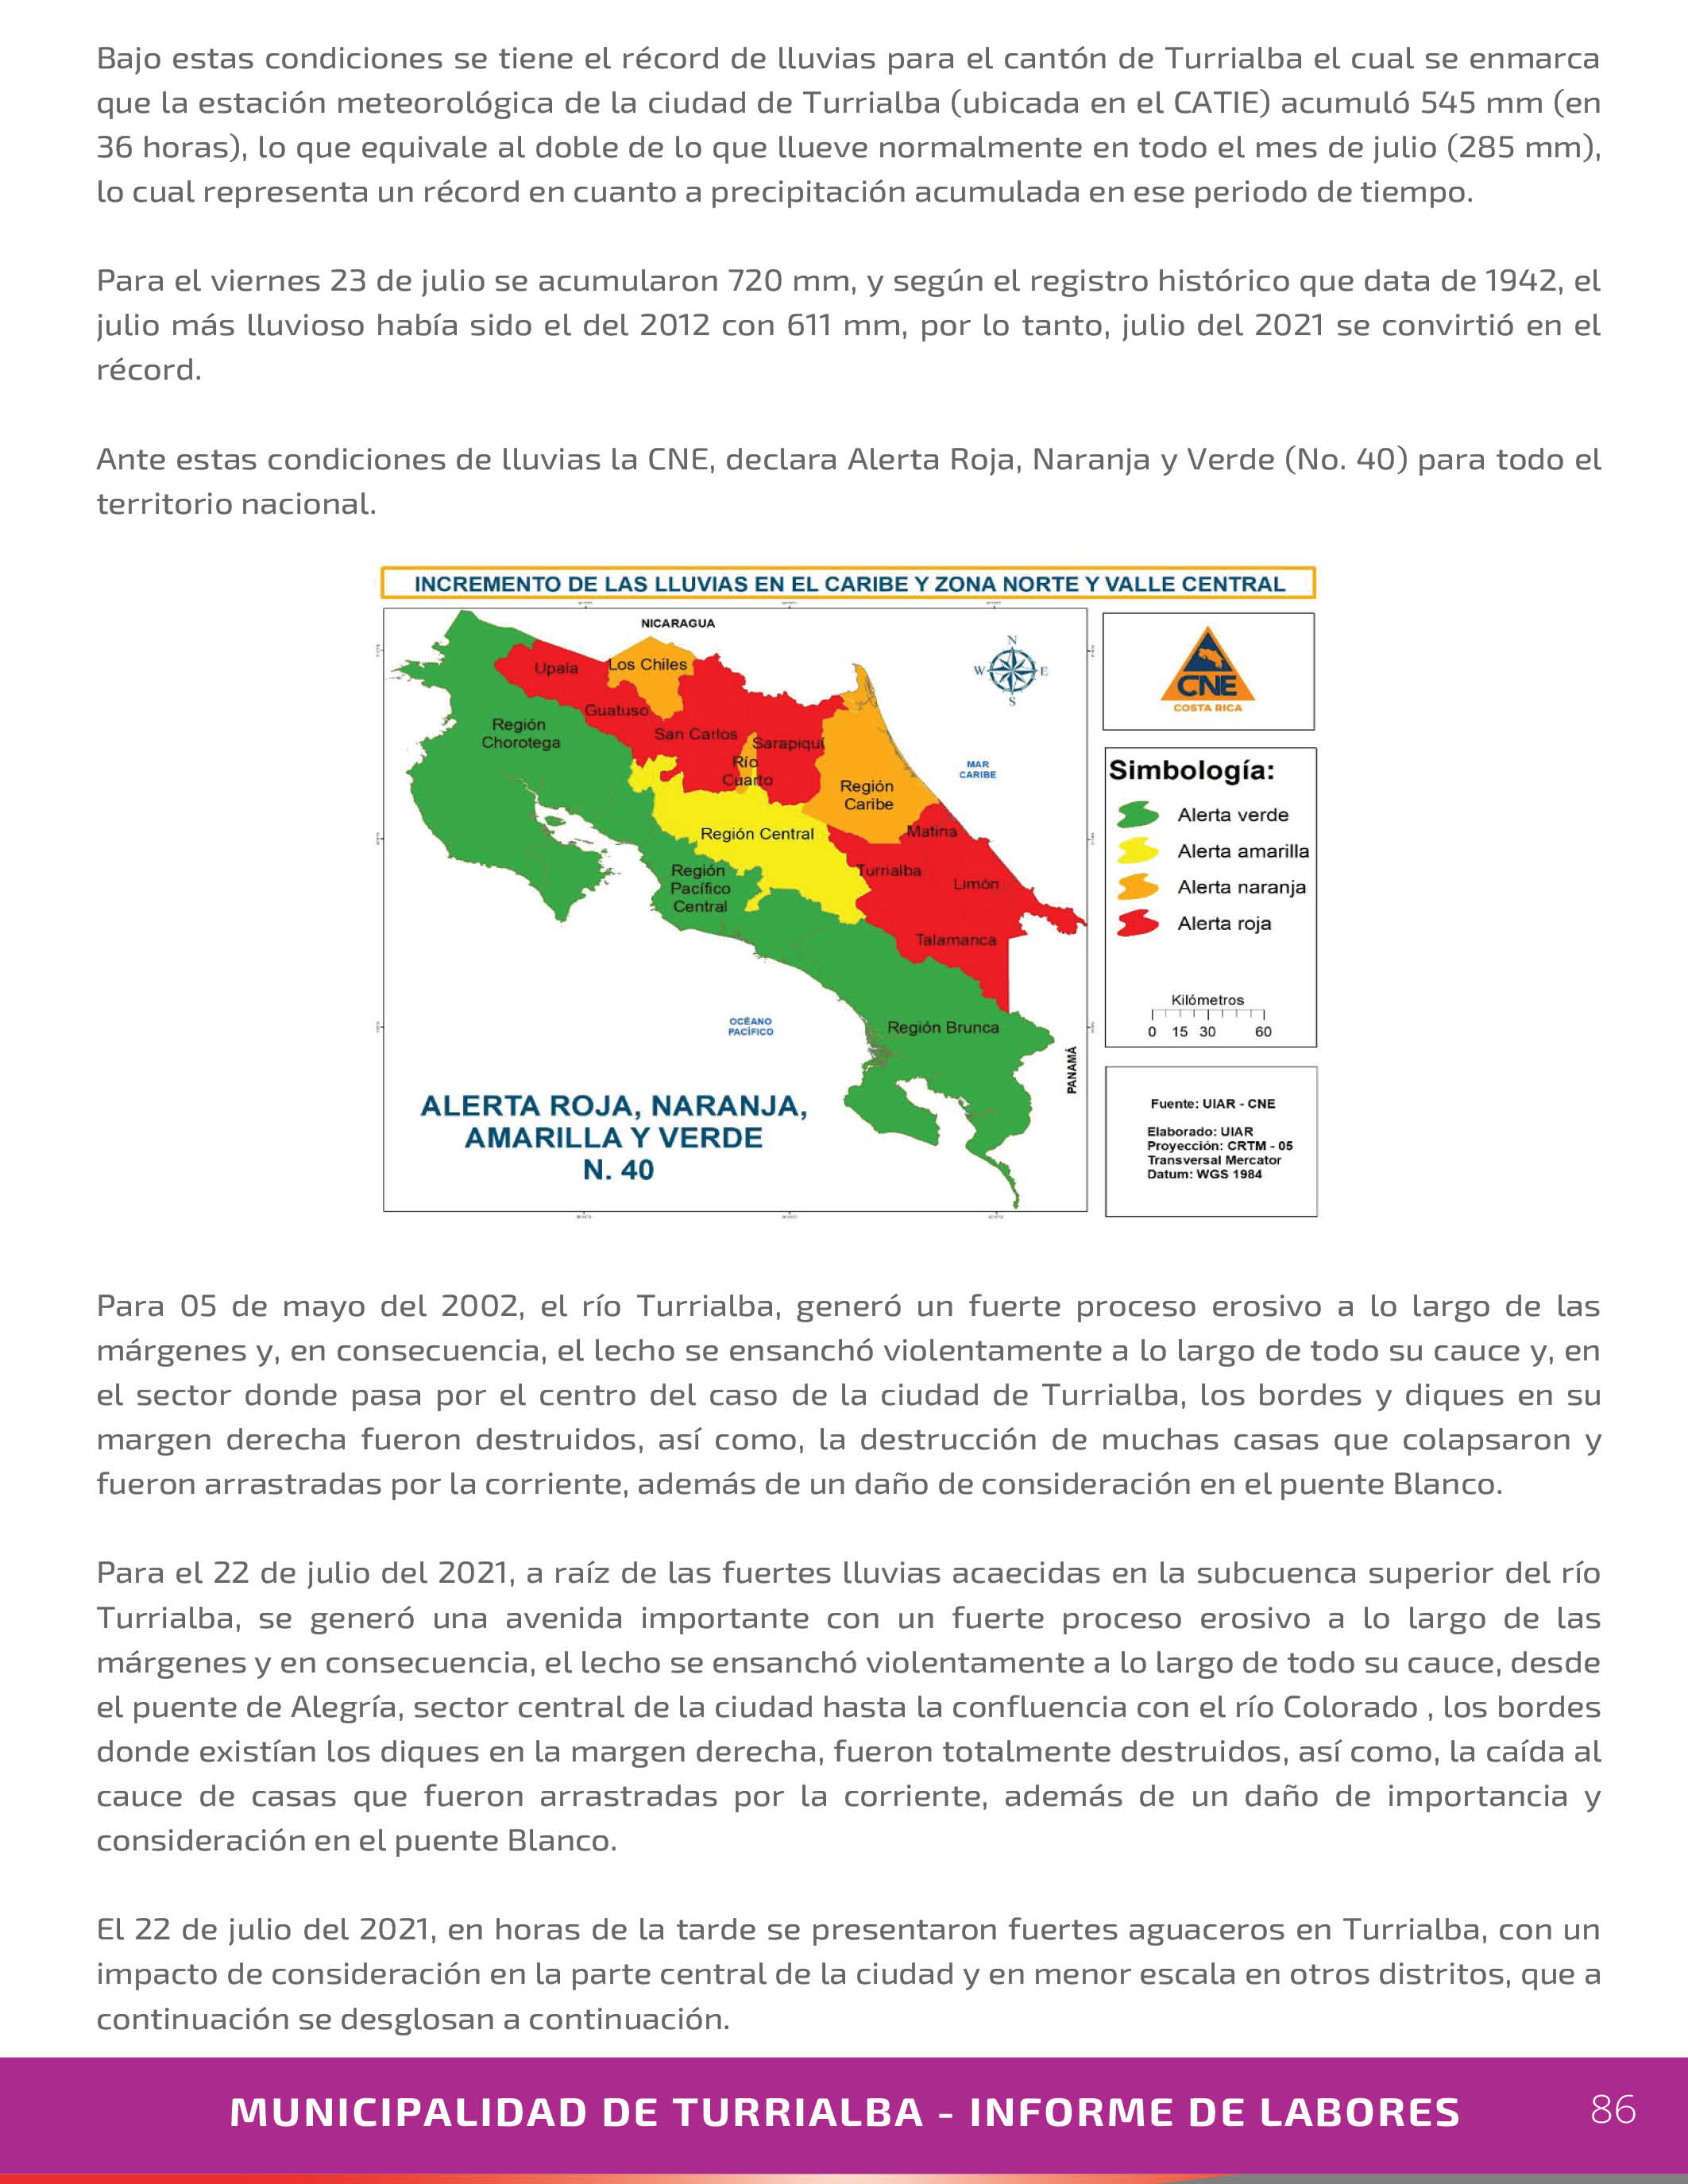 Bajo estas condiciones se tiene el récord de lluvias para el cantón de Turrialba el cual se enmarca
que la estación meteorológica de la ciudad de Turrialba (ubicada en el CATIE) acumuló 545 mm (en
36 horas), lo que equivale al doble de lo que llueve normalmente en todo el mes de julio (285 mm),
lo cual representa un récord en cuanto a precipitación acumulada en ese periodo de tiempo.
Para el viernes 23 de julio se acumularon 720 mm, y según el registro histórico que data de 1942, el
julio más lluvioso había sido el del 2012 con 611 mm, por lo tanto, julio del 2021 se convirtió en el
récord.
Ante estas condiciones de lluvias la CNE, declara Alerta Roja, Naranja y Verde (No. 40) para todo el
territorio nacional.
INCREMENTO DE LAS LLUVIAS EN EL CARIBE Y ZONA NORTE Y VALLE CENTRAL
NICARAGUA
Upala
Los Chiles
Guatuso
Región
Chorotega
San Carlos
Sarapiquí
Río
Cuarto
Región
Caribe
MAR
CARIBE
Región Central
Matina
Región
Pacífico
Central
Turrialba
Limón
Talamanca
OCÉANO
PACÍFICO
Región Brunca
PANAMÁ
N
W
E
S
ALERTA ROJA, NARANJA,
AMARILLA Y VERDE
N. 40
CNE
COSTA RICA
Simbología:
Alerta verde
Alerta amarilla
Alerta naranja
Alerta roja
Kilómetros
0 15 30 60
Fuente: UIAR - CNE
Elaborado: UIAR
Proyección: CRTM - 05
Transversal Mercator
Datum: WGS 1984
Para 05 de mayo del 2002, el río Turrialba, generó un fuerte proceso erosivo a lo largo de las
márgenes y, en consecuencia, el lecho se ensanchó violentamente a lo largo de todo su cauce y, en
el sector donde pasa por el centro del caso de la ciudad de Turrialba, los bordes y diques en su
margen derecha fueron destruidos, así como, la destrucción de muchas casas que colapsaron y
fueron arrastradas por la corriente, además de un daño de consideración en el puente Blanco.
Para el 22 de julio del 2021, a raíz de las fuertes lluvias acaecidas en la subcuenca superior del río
Turrialba, se generó una avenida importante con un fuerte proceso erosivo a lo largo de las
márgenes y en consecuencia, el lecho se ensanchó violentamente a lo largo de todo su cauce, desde
el puente de Alegría, sector central de la ciudad hasta la confluencia con el río Colorado , los bordes
donde existían los diques en la margen derecha, fueron totalmente destruidos, así como, la caída al
cauce de casas que fueron arrastradas por la corriente, además de un daño de importancia y
consideración en el puente Blanco.
El 22 de julio del 2021, en horas de la tarde se presentaron fuertes aguaceros en Turrialba, con un
impacto de consideración en la parte central de la ciudad y en menor escala en otros distritos, que a
continuación se desglosan a continuación.
MUNICIPALIDAD DE TURRIALBA - INFORME DE LABORES
86